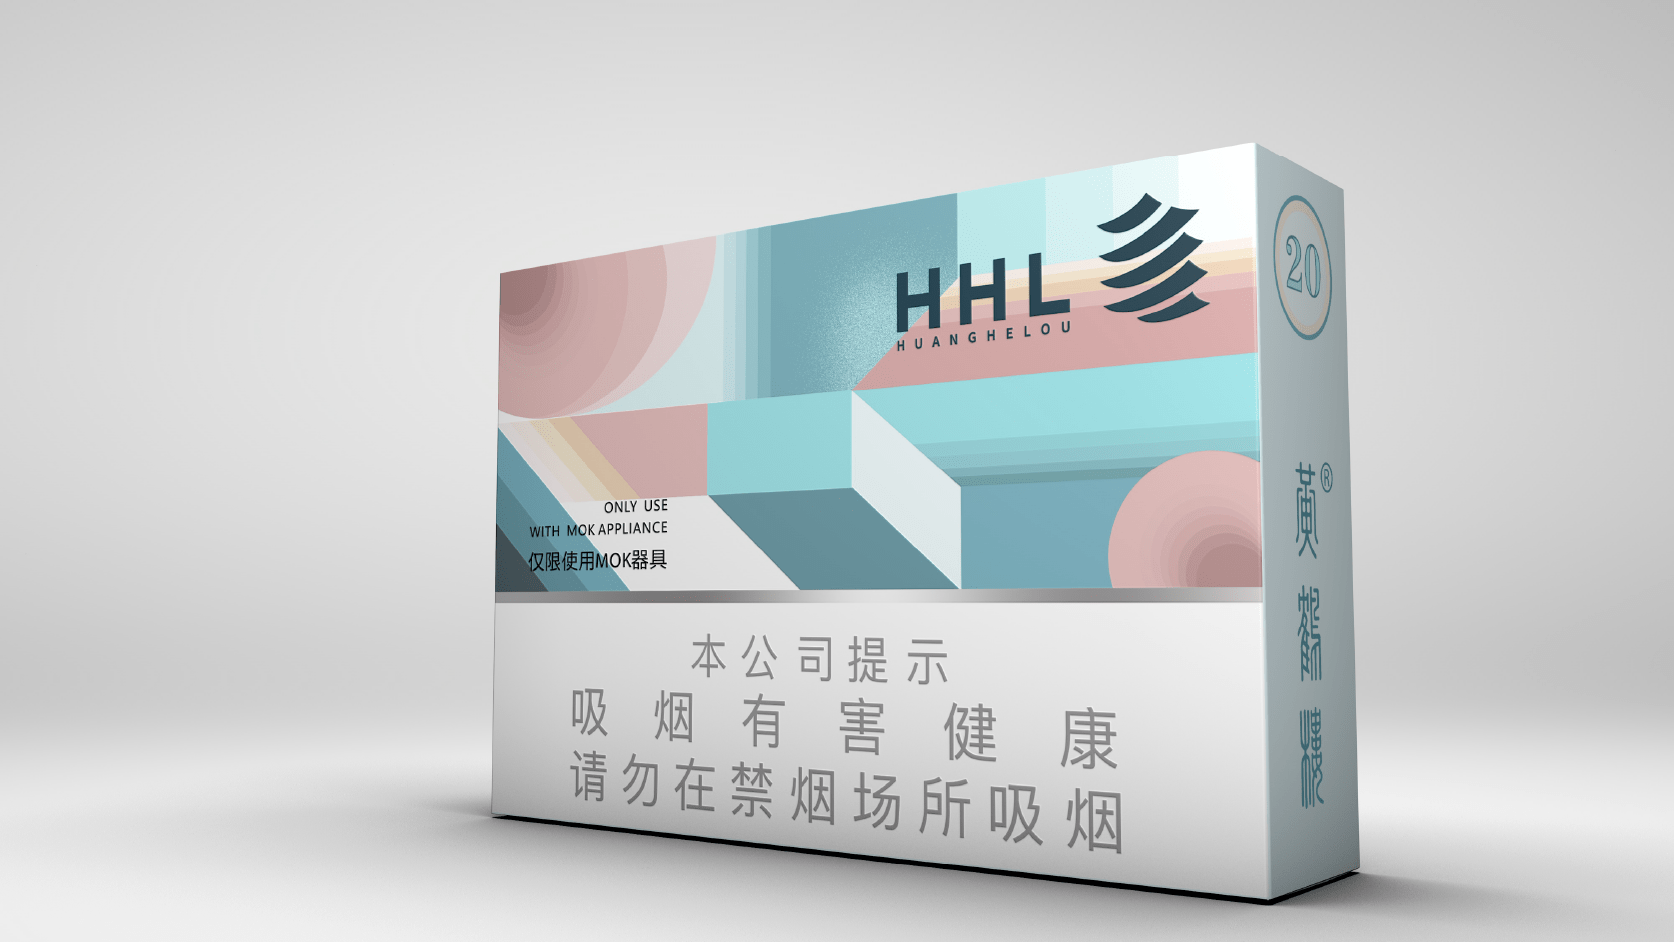 HHL
HUANGHELOU
ONLY USE
WITH MOK APPLIANCE
仅限使用MOK器具
本公司提示
吸烟有害健康
请勿在禁烟场所吸烟
20
黄®
鹤
楼